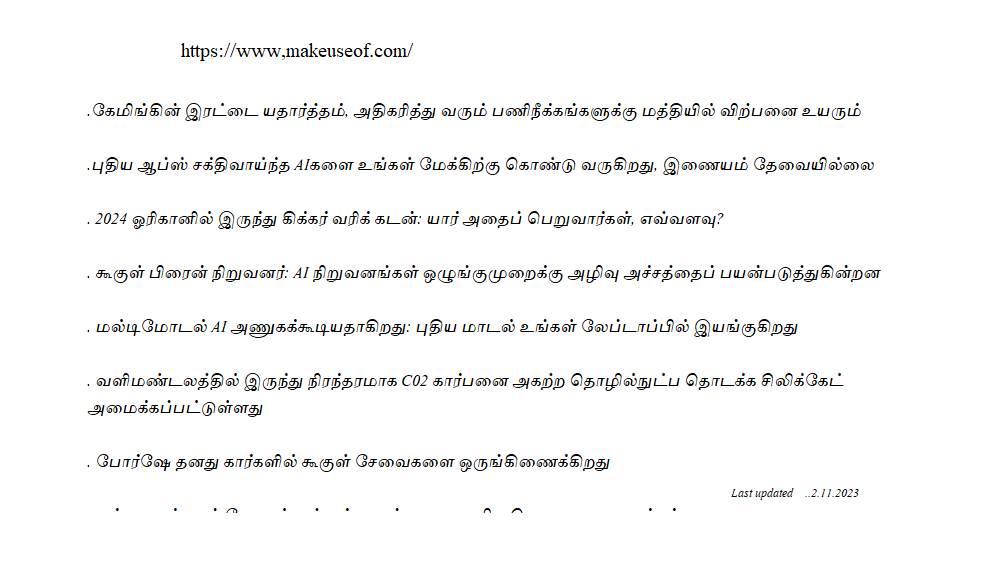 https://www,makeuseof.com/
.கேமிங்கின் இரட்டை யதார்த்தம், அதிகரித்து வரும் பணிநீக்கங்களுக்கு மத்தியில் விற்பனை உயரும்
.புதிய ஆப்ஸ் சக்திவாய்ந்த AIகளை உங்கள் மேக்கிற்கு கொண்டு வருகிறது, இணையம் தேவையில்லை
. 2024 ஓரிகானில் இருந்து கிக்கர் வரிக் கடன்: யார் அதைப் பெறுவார்கள், எவ்வளவு?
. கூகுள் பிரைன் நிறுவனர்: AI நிறுவனங்கள் ஒழுங்குமுறைக்கு அழிவு அச்சத்தைப் பயன்படுத்துகின்றன
. மல்டிமோடல் AI அணுகக்கூடியதாகிறது: புதிய மாடல் உங்கள் லேப்டாப்பில் இயங்குகிறது
. வளிமண்டலத்தில் இருந்து நிரந்தரமாக C02 கார்பனை அகற்ற தொழில்நுட்ப தொடக்க சிலிக்கேட்
அமைக்கப்பட்டுள்ளது
. போர்ஷே தனது கார்களில் கூகுள் சேவைகளை ஒருங்கிணைக்கிறது
Last updated ..2.11.2023